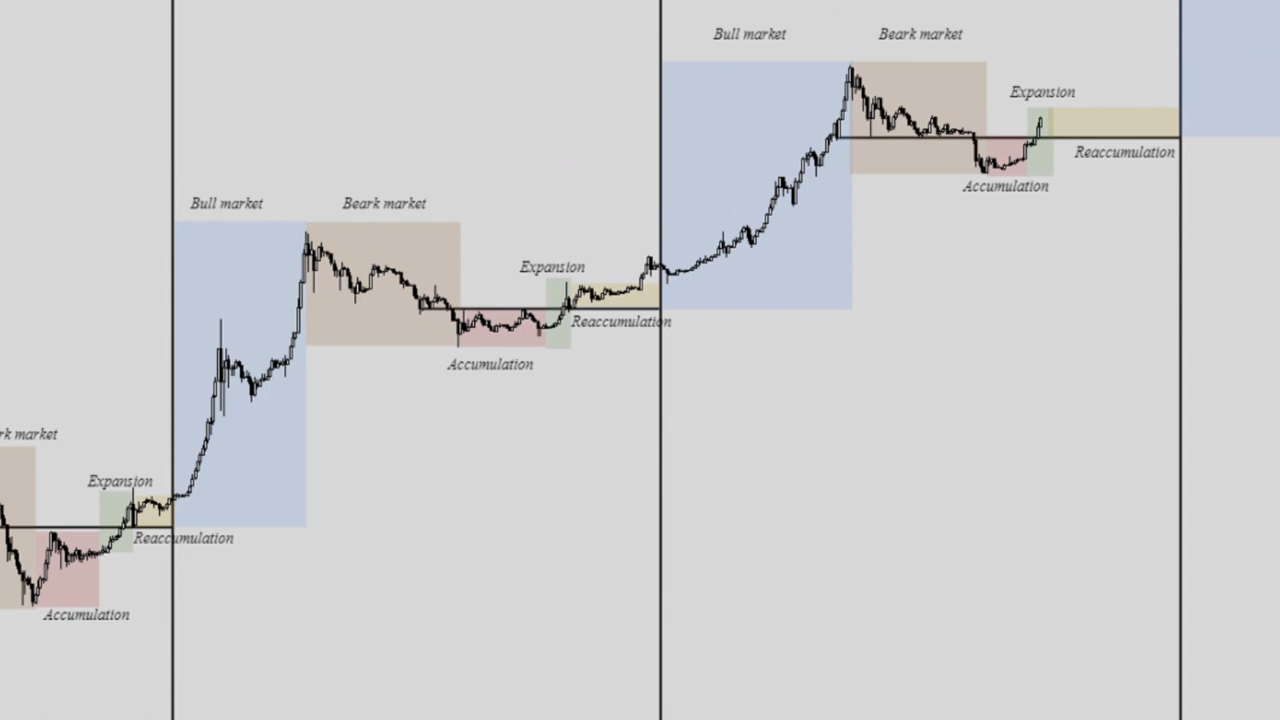 Bull market
Beark market
Expansion
Reaccumulation
Accumulation
Bull market
Beark market
Expansion
Reaccumulation
Accumulation
rk market
Expansion
Reaccumulation
Accumulation